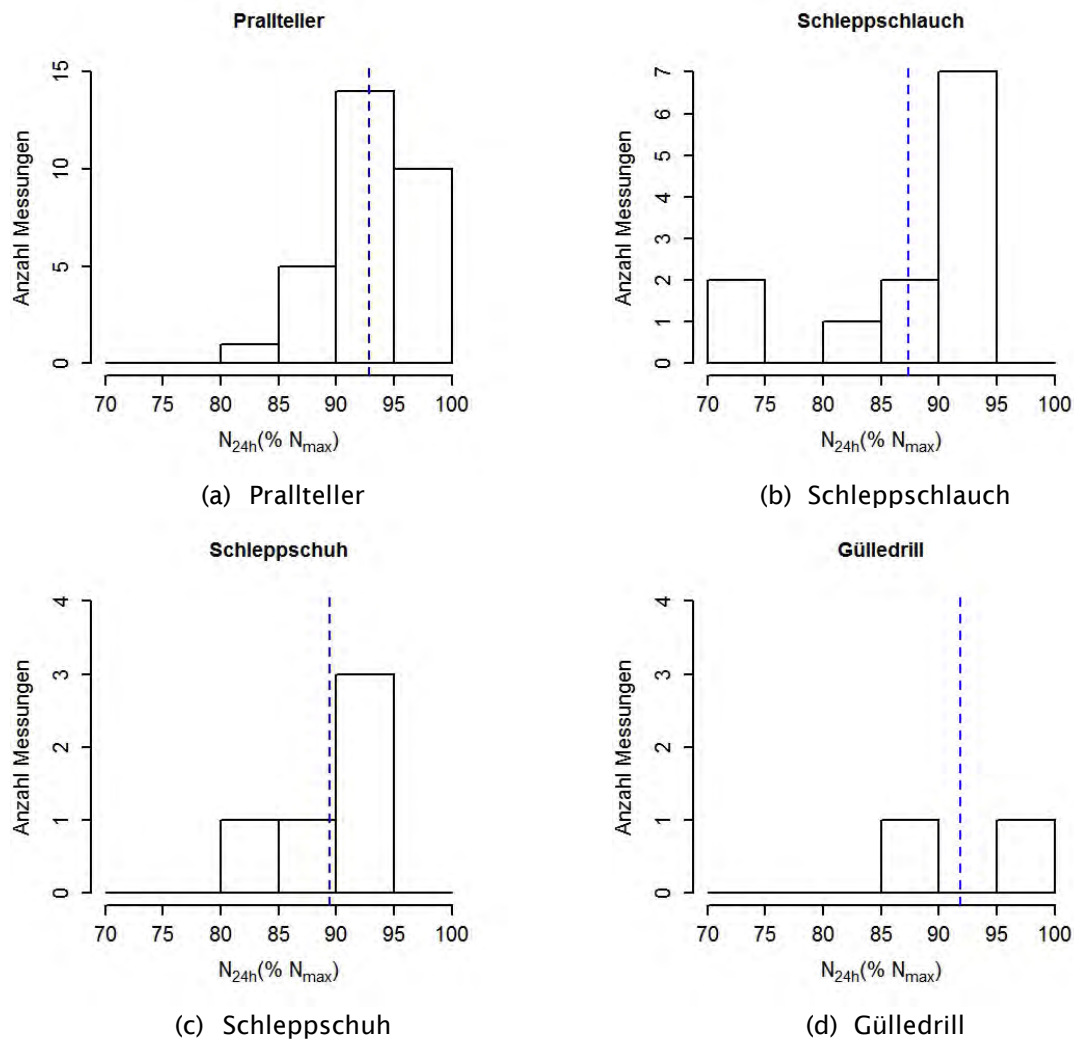 Prallteller
Anzahl Messungen
15
10
5
0
70 75 80 85 90 95 100
N24h(% Nmax)
(a) Prallteller
Schleppschlauch
Anzahl Messungen
7
6
5
4
3
2
1
0
70 75 80 85 90 95 100
N24h(% Nmax)
(b) Schleppschlauch
Schleppschuh
Anzahl Messungen
4
3
2
1
0
70 75 80 85 90 95 100
N24h(% Nmax)
(c) Schleppschuh
Gülledrill
Anzahl Messungen
4
3
2
1
0
70 75 80 85 90 95 100
N24h(% Nmax)
(d) Gülledrill